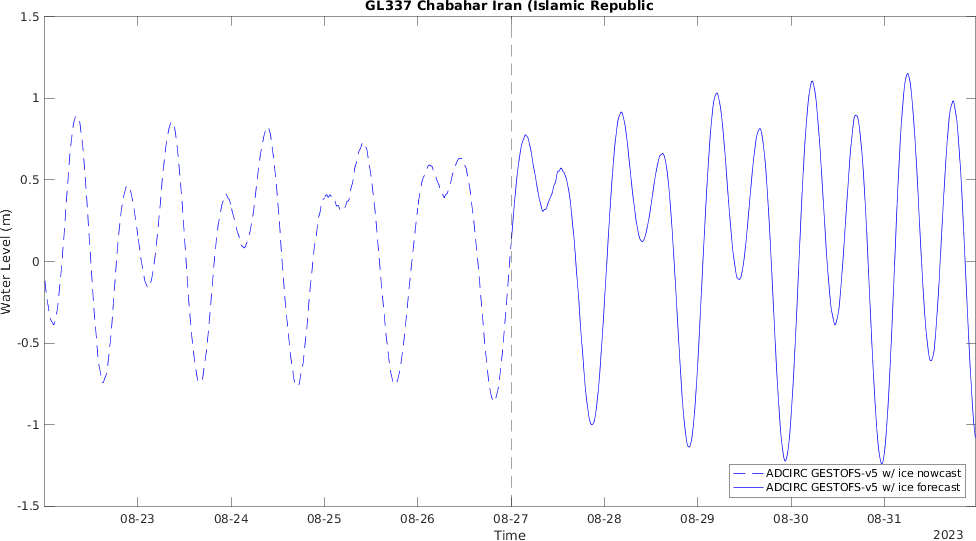 GL337 Chabahar Iran (Islamic Republic
1.5
1
0.5
0
-0.5
-1
-1.5
Water Level (m)
ADCIRC GESTOFS-v5 w/ ice nowcast
ADCIRC GESTOFS-v5 w/ ice forecast
08-23 08-24 08-25 08-26 08-27 08-28 08-29 08-30 08-31
Time
2023